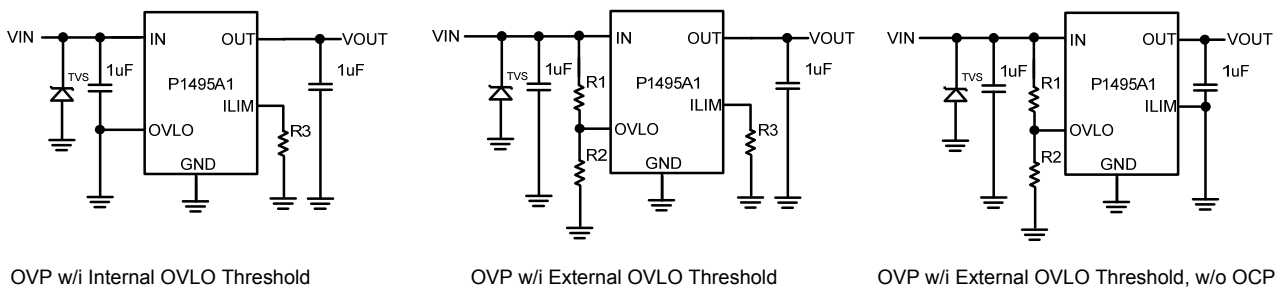 VIN
IN
OUT
VOUT
TVS
1uF
P1495A1
1uF
ILIM
OVLO
R3
GND
OVP w/i Internal OVLO Threshold
VIN
IN
OUT
VOUT
TVS
1uF
R1
P1495A1
1uF
ILIM
OVLO
R3
R2
GND
OVP w/i External OVLO Threshold
VIN
IN
OUT
VOUT
TVS
1uF
R1
P1495A1
1uF
ILIM
OVLO
R2
GND
OVP w/i External OVLO Threshold, w/o OCP